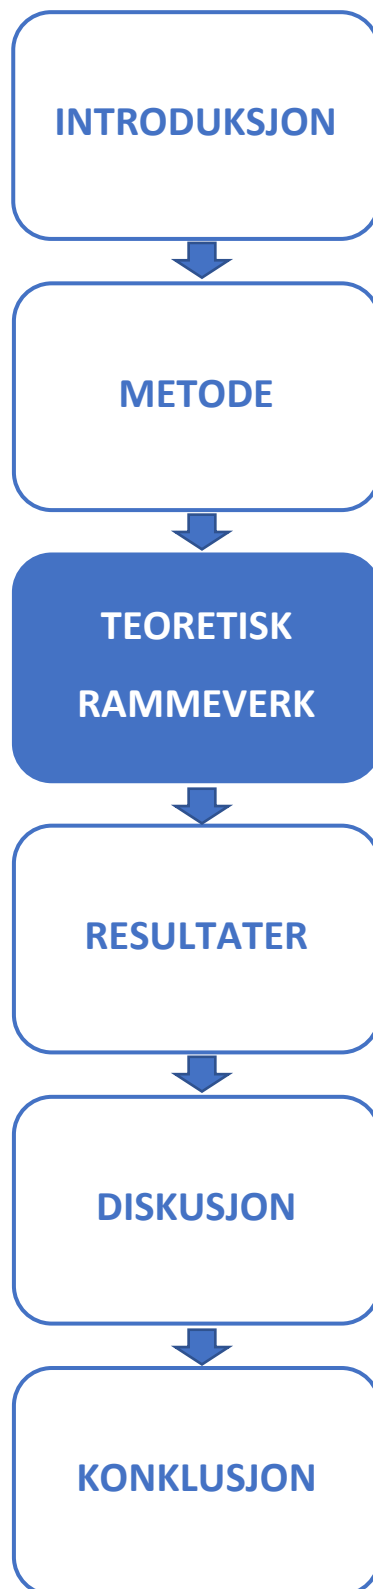 INTRODUKSJON
METODE
TEORETISK
RAMMEVERK
RESULTATER
DISKUSJON
KONKLUSJON